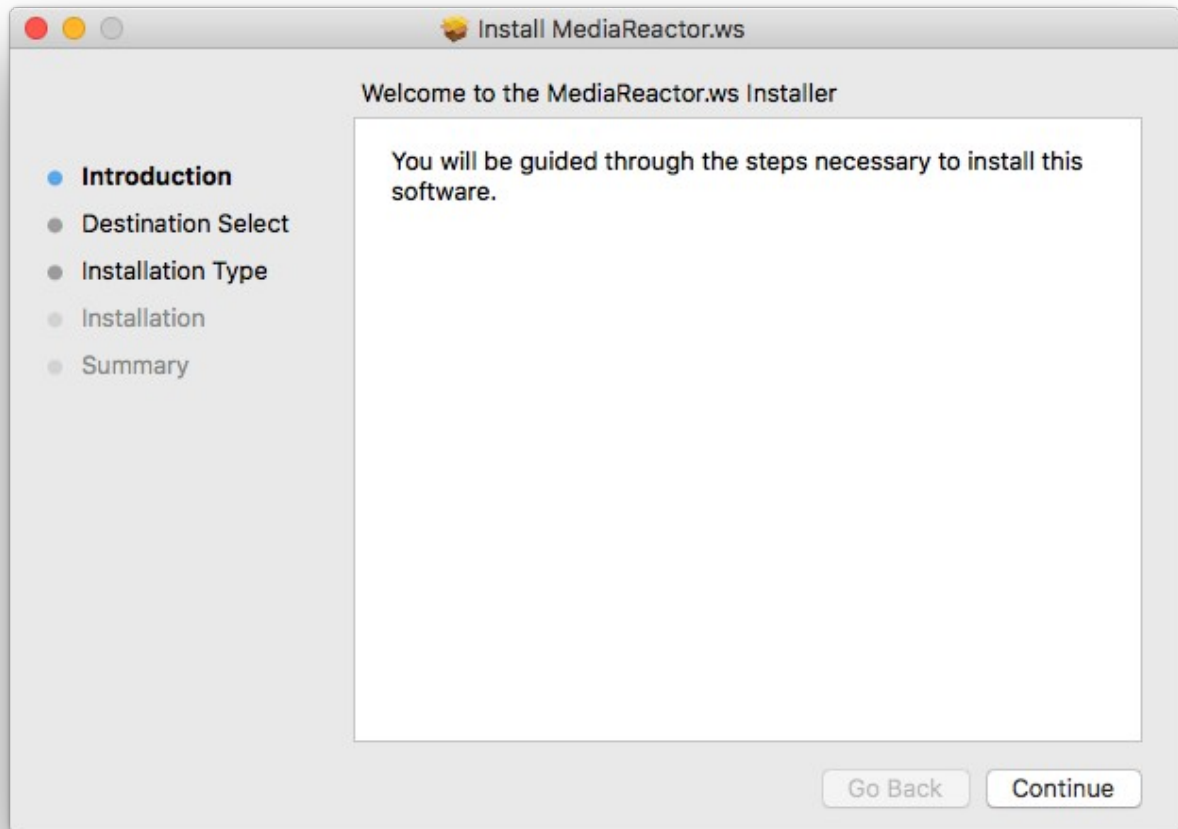 Install MediaReactor.ws
Welcome to the MediaReactor.ws Installer
Introduction
Destination Select
Installation Type
Installation
Summary
You will be guided through the steps necessary to install this
software.
Go Back
Continue